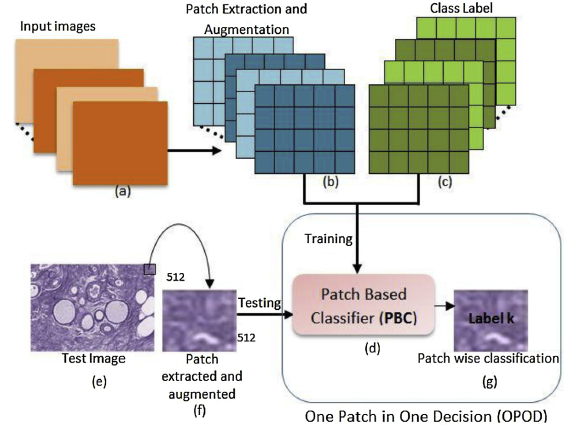 Input images
Patch Extraction and
Augmentation
Class Label
(a)
(b)
(c)
Training
512
512
Testing
Patch Based
Classifier (PBC)
(d)
Label k
Test Image
(e)
Patch
extracted and
augmented
(f)
Patch wise classification
(g)
One Patch in One Decision (OPOD)